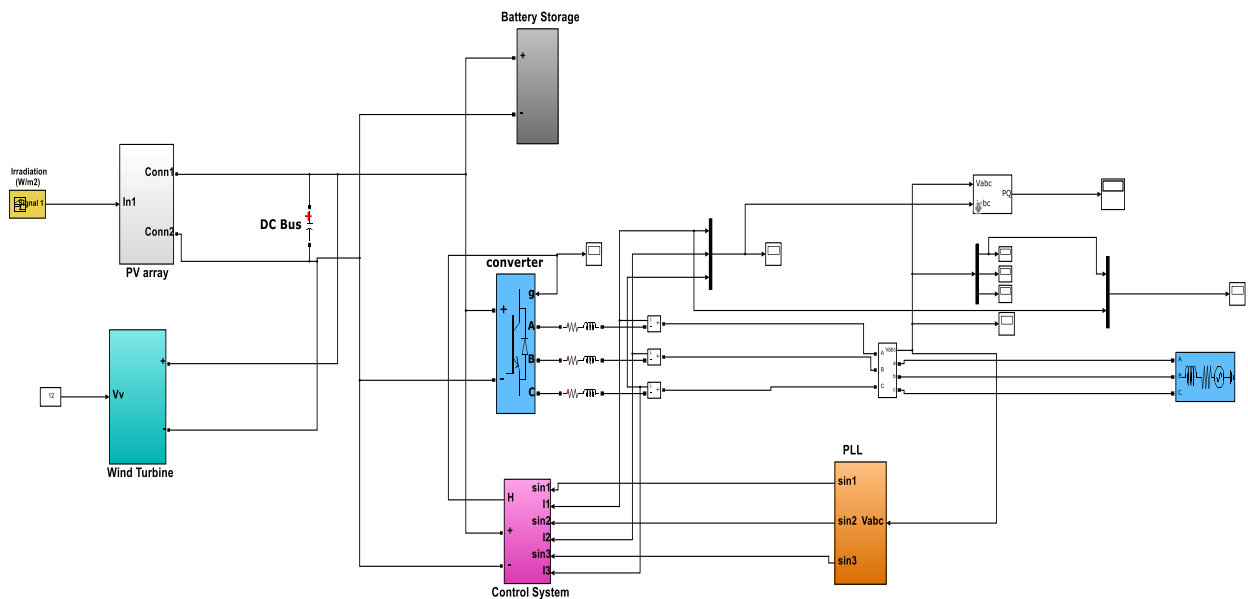 Battery Storage
+
-
Irradiation
(W/m2)
Signal 1
In1
Conn1
Conn2
PV array
DC Bus
+
converter
g
+
A
B
-
C
Vabc
PQ
12
Vv
+
-
Wind Turbine
+
-
+
-
+
-
Vabc
A
a
B
b
C
c
A
B
C
PLL
sin1
sin2
Vabc
sin3
H
sin1
I1
+
sin2
I2
sin3
-
I3
Control System